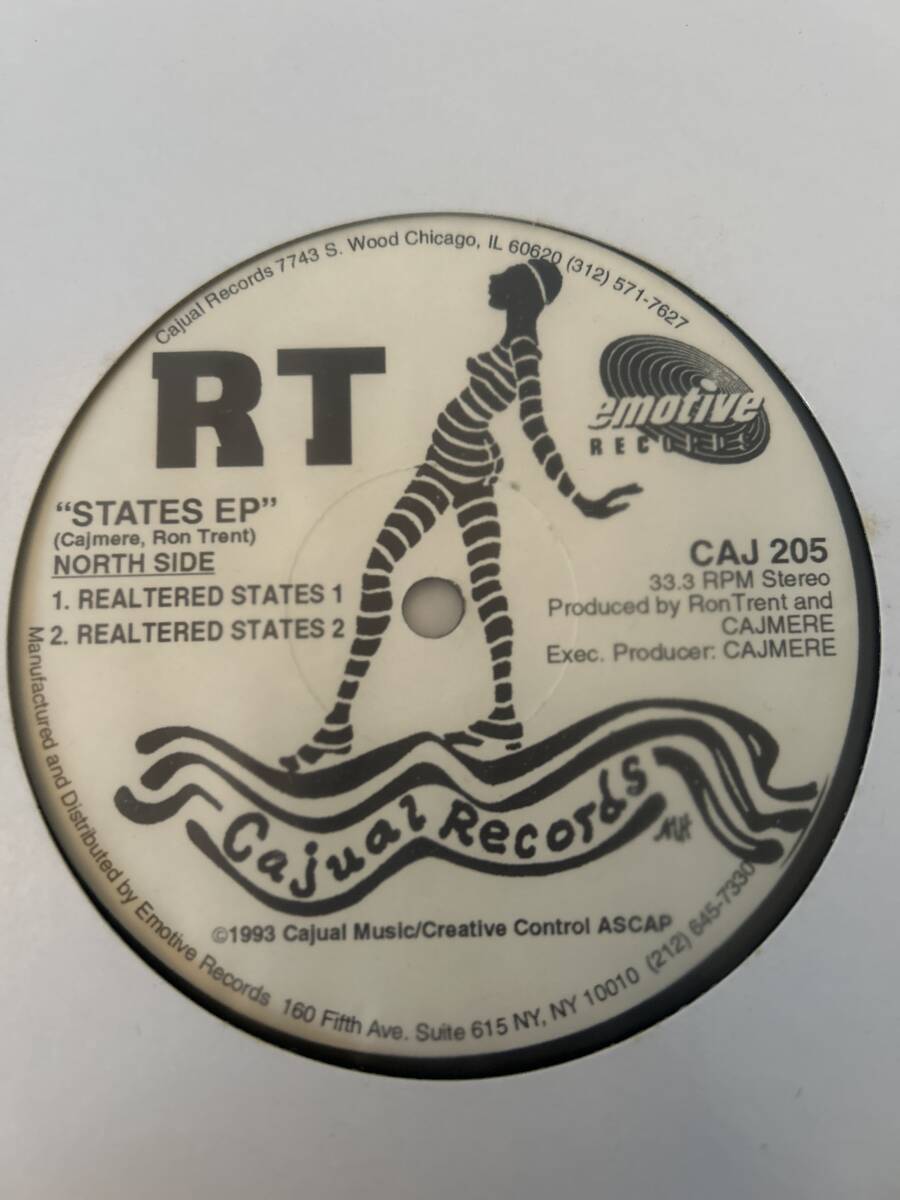 Cajual Records 7743 S. Wood Chicago, IL 60620 (312) 571-7627
RT
emotive
RECORDS
"STATES EP"
(Cajmere, Ron Trent)
NORTH SIDE
1. REALTERED STATES 1
2. REALTERED STATES 2
CAJ 205
33.3 RPM Stereo
Produced by Ron Trent and
CAJMERE
Exec. Producer: CAJMERE
Cajual Records
©1993 Cajual Music/Creative Control ASCAP
Manufactured and Distributed by Emotive Records 160 Fifth Ave. Suite 615 NY, NY 10010 (212) 645-7330